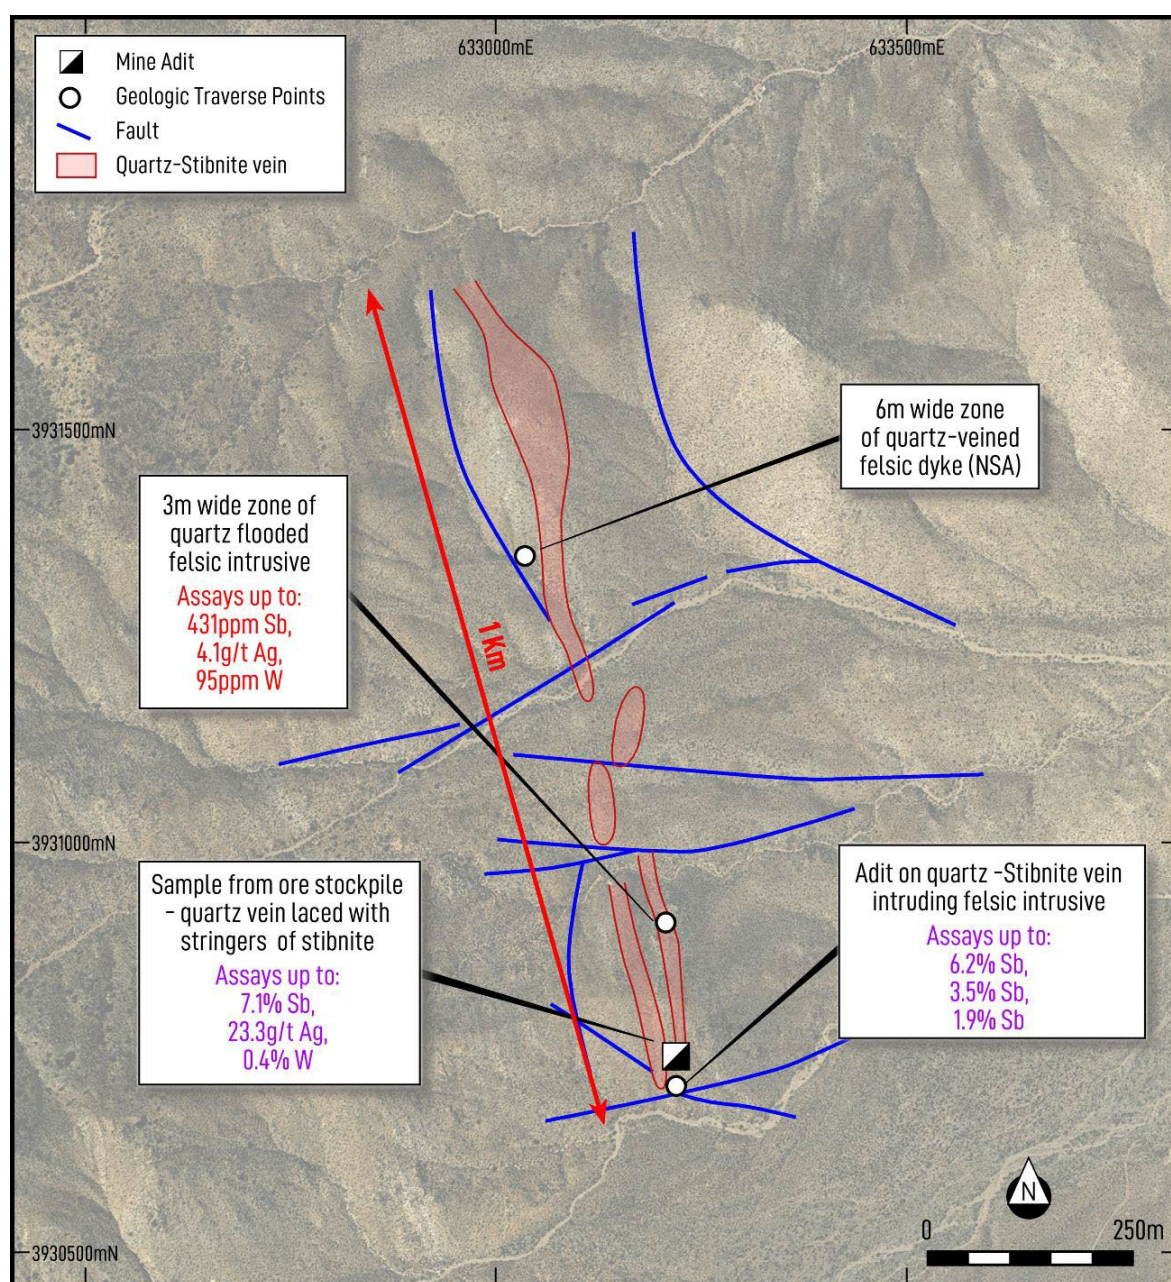 633000mE
633500mE
Mine Adit
Geologic Traverse Points
Fault
Quartz-Stibnite vein
3931500mN
6m wide zone
of quartz-veined
felsic dyke (NSA)
3m wide zone of
quartz flooded
felsic intrusive
Assays up to:
431ppm Sb,
4.1g/t Ag,
95ppm W
1 Km
3931000mN
Sample from ore stockpile
- quartz vein laced with
stringers of stibnite
Assays up to:
7.1% Sb,
23.3g/t Ag,
0.4% W
Adit on quartz -Stibnite vein
intruding felsic intrusive
Assays up to:
6.2% Sb,
3.5% Sb,
1.9% Sb
N
0
250m
3930500mN